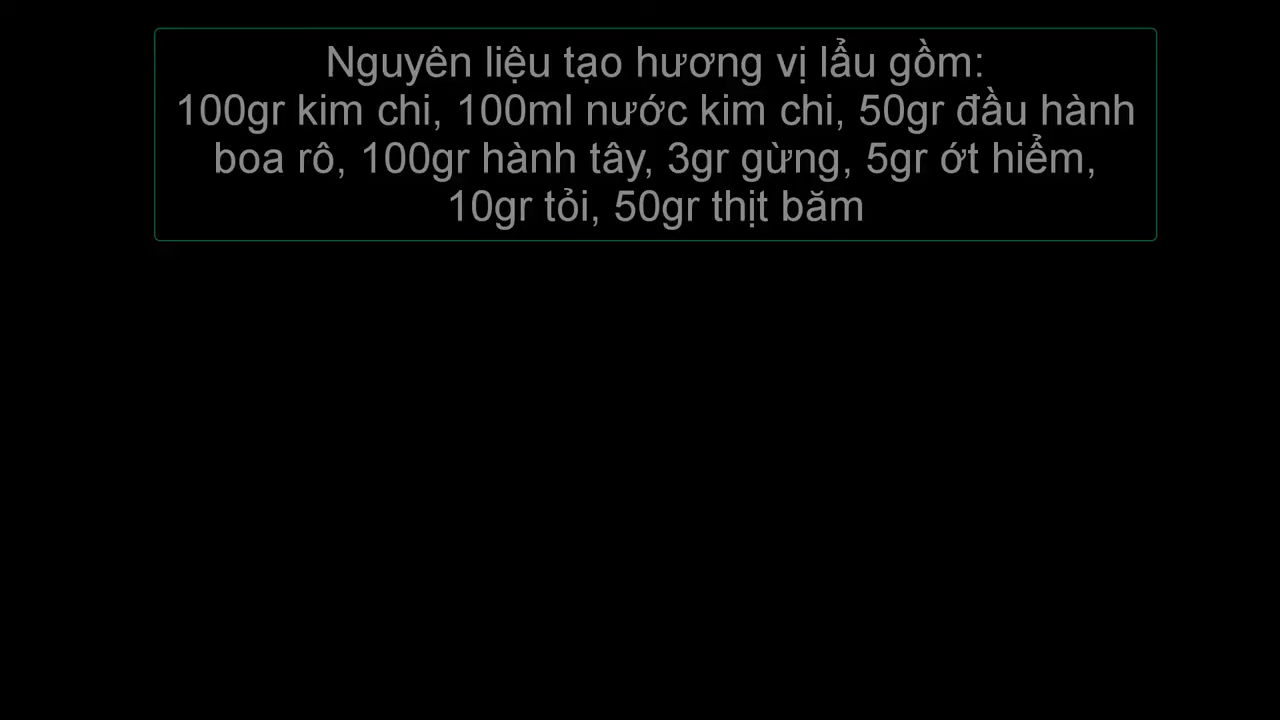 Nguyên liệu tạo hương vị lẩu gồm:
100gr kim chi, 100ml nước kim chi, 50gr đầu hành
boa rô, 100gr hành tây, 3gr gừng, 5gr ớt hiểm,
10gr tỏi, 50gr thịt băm